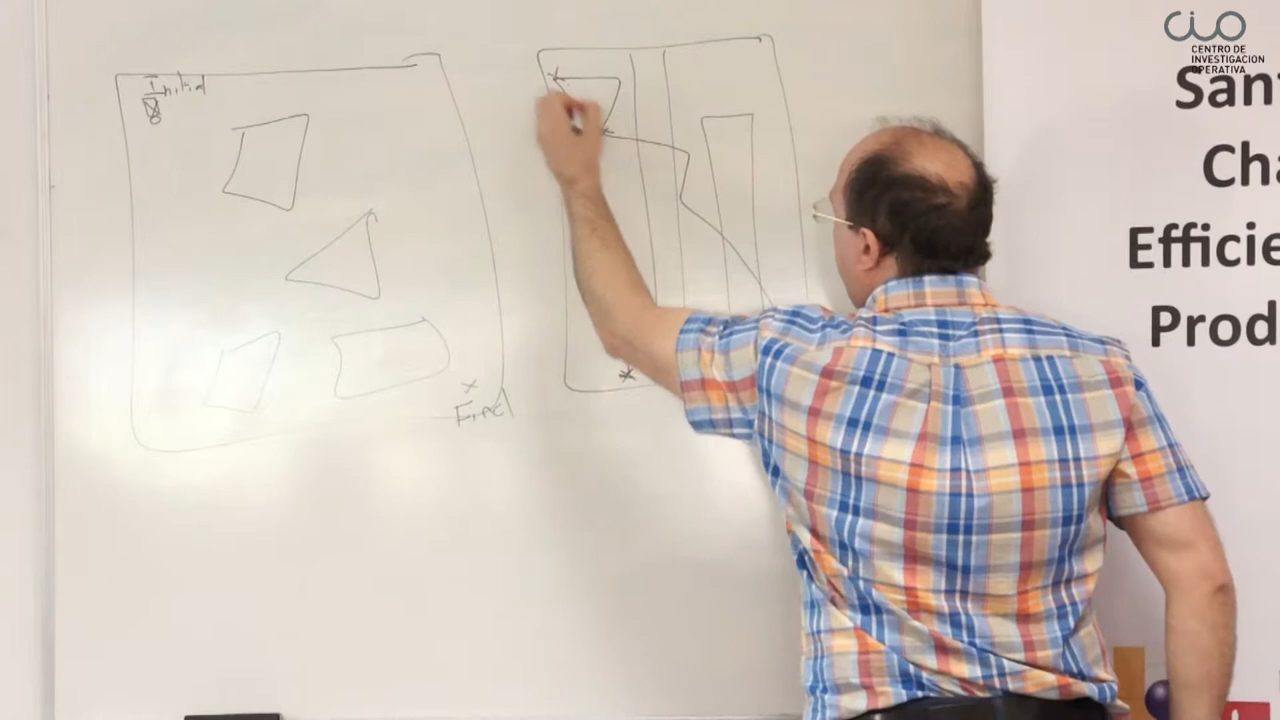 Initial
x
Final
CIO
CENTRO DE
INVESTIGACION
OPERATIVA
San
Cha
Efficie
Prod